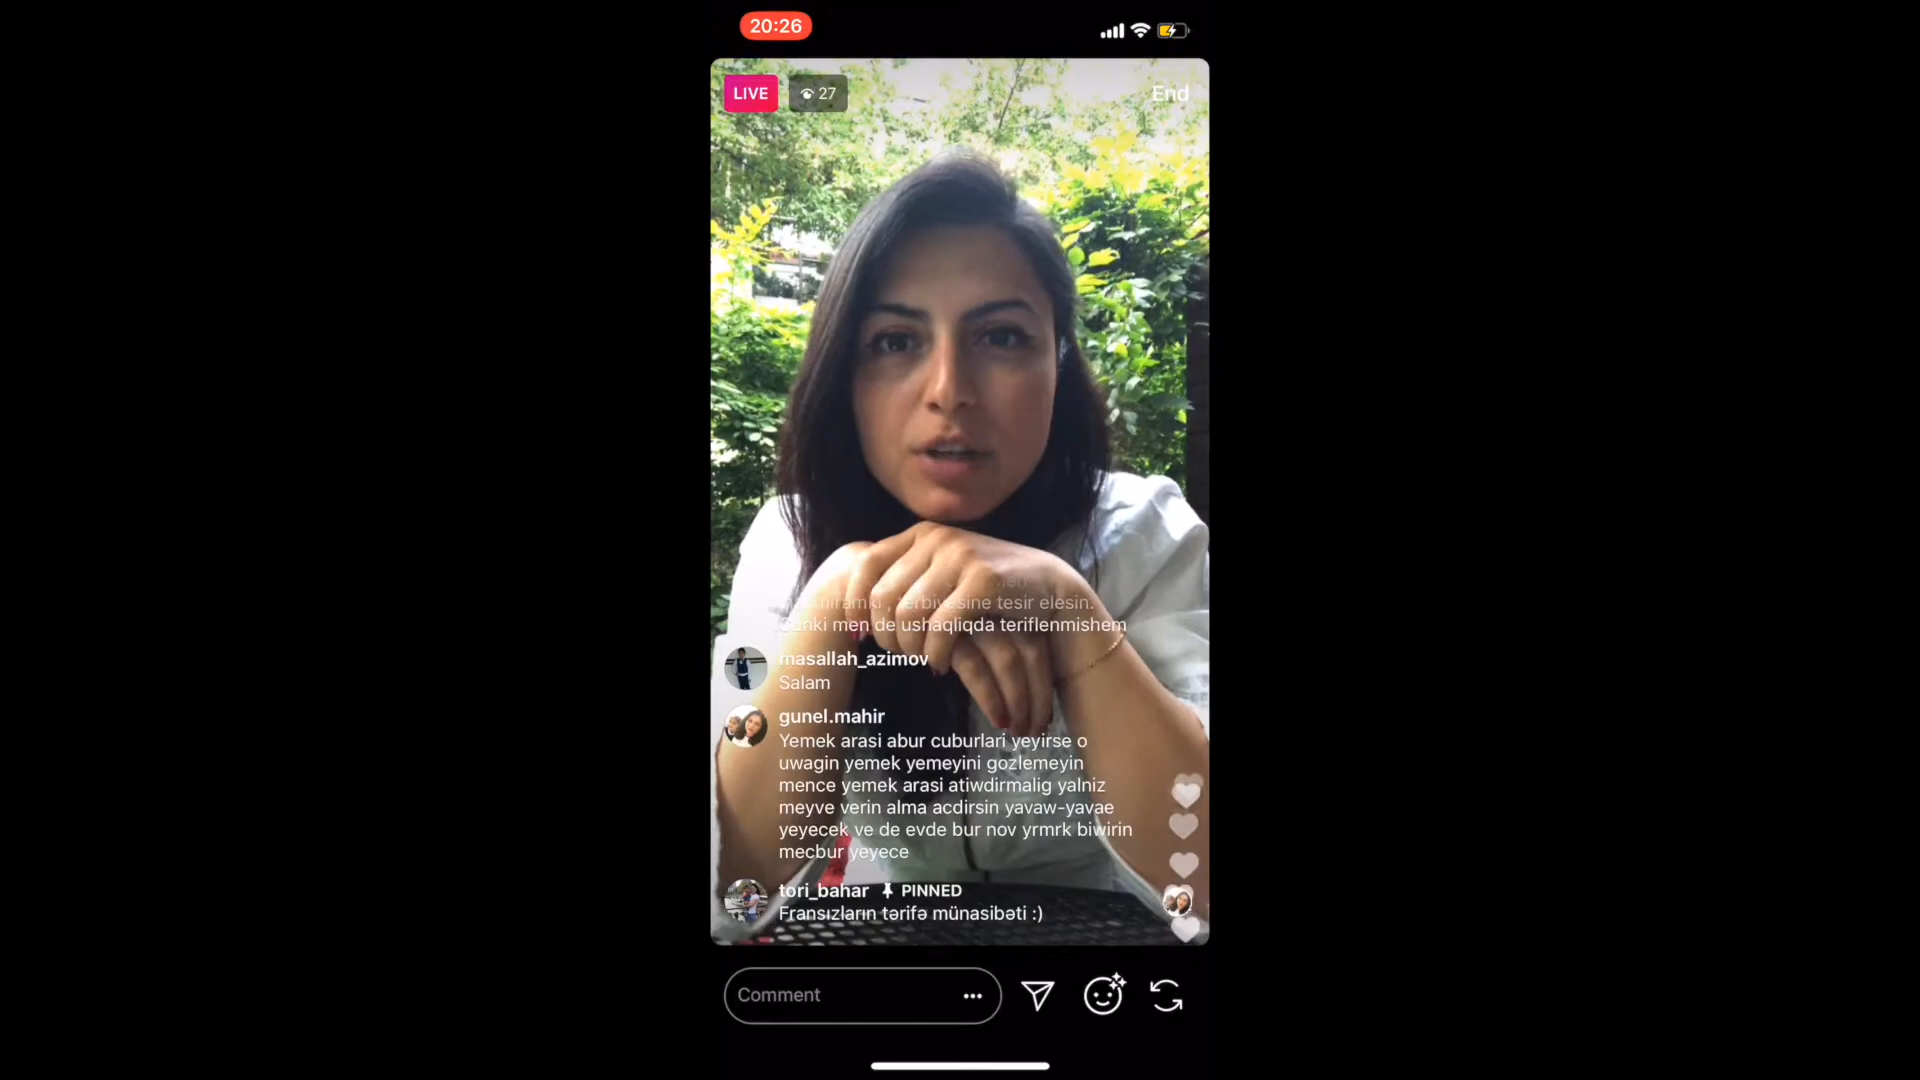 20:26
LIVE
27
End
tərbiyəsine tesir elesin.
Cunki men de ushaqliqda teriflenmishem
masallah_azimov
Salam
gunel.mahir
Yemek arasi abur cuburlari yeyirse o
uwagin yemek yemeyini gozlemeyin
mence yemek arasi atiwdirmalig yalniz
meyve verin alma acdirsin yavaw-yavae
yeyecek ve de evde bur nov yrmrk biwirin
mecbur yeyece
tori_bahar PINNED
Fransızların tərifə münasibəti :)
Comment